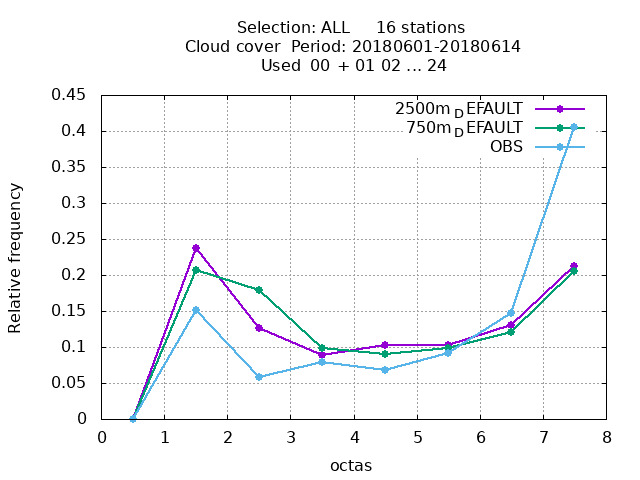 Selection: ALL 16 stations
Cloud cover Period: 20180601-20180614
Used 00 + 01 02 ... 24
2500m_DEFAULT
750m_DEFAULT
OBS
0.45
0.4
0.35
0.3
0.25
0.2
0.15
0.1
0.05
0
Relative frequency
0 1 2 3 4 5 6 7 8
octas